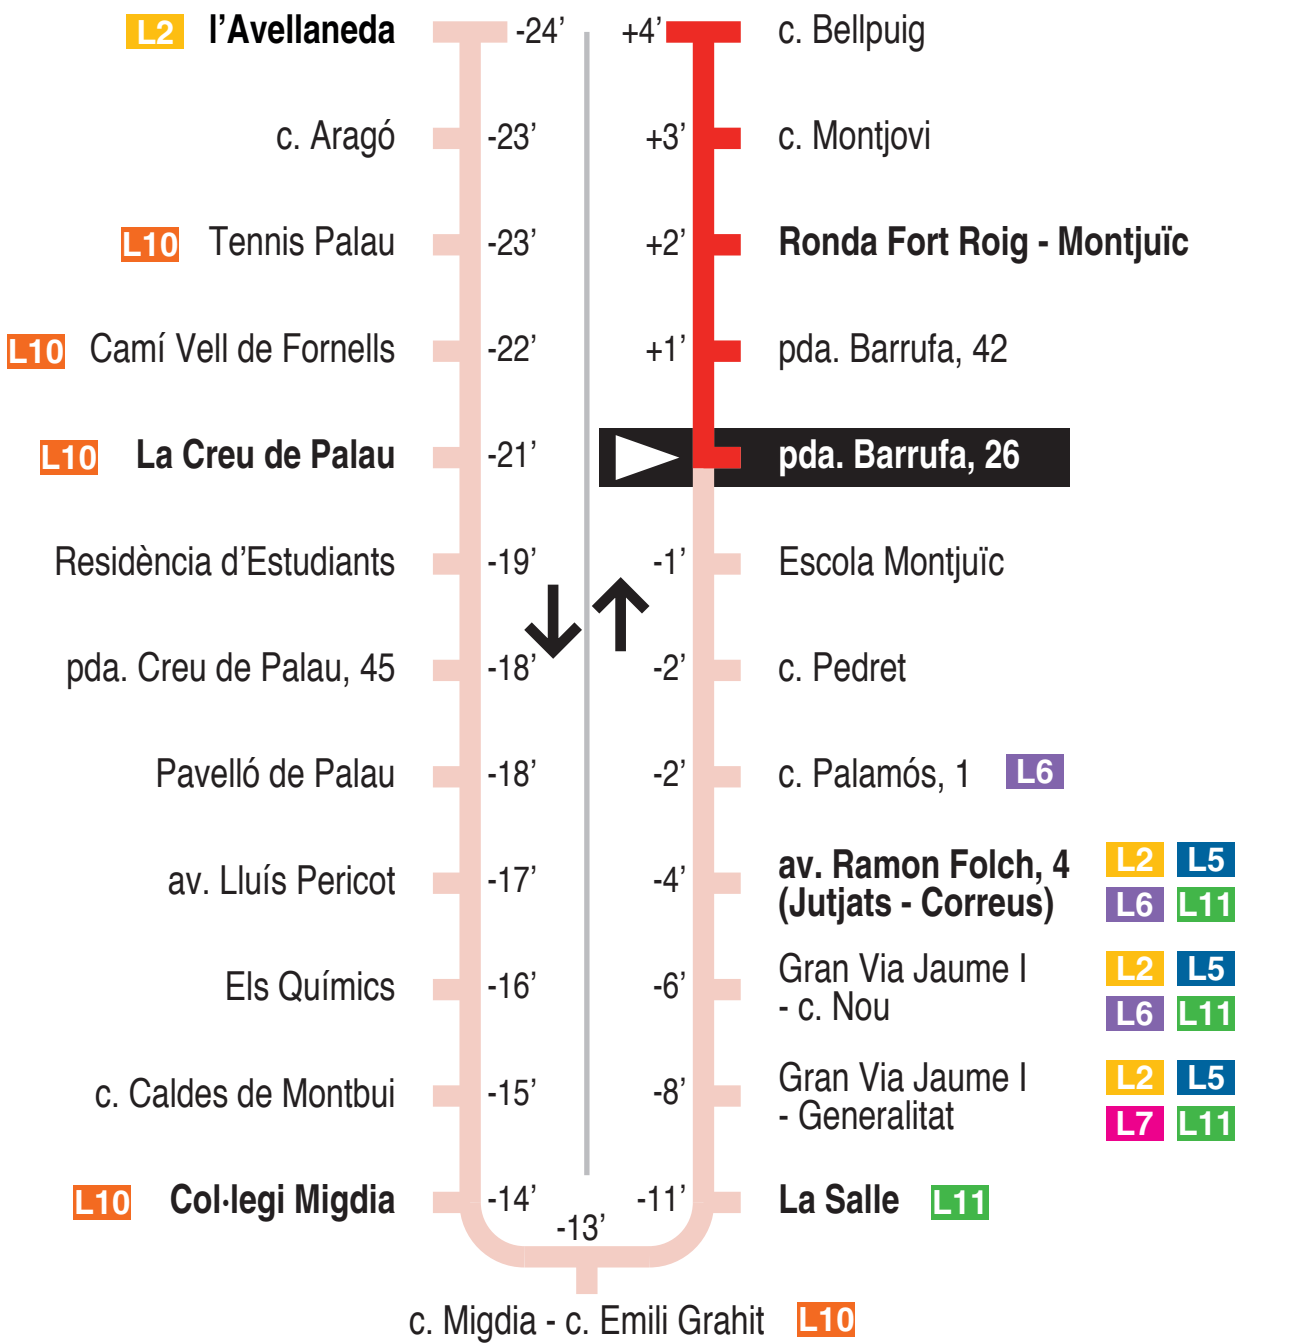 L2 l’Avellaneda -24’
c. Aragó -23’
L10 Tennis Palau -23’
L10 Camí Vell de Fornells -22’
L10 La Creu de Palau -21’
Residència d’Estudiants -19’
pda. Creu de Palau, 45 -18’
Pavelló de Palau -18’
av. Lluís Pericot -17’
Els Químics -16’
c. Caldes de Montbui -15’
L10 Col·legi Migdia -14’
-13’
c. Migdia - c. Emili Grahit L10
+4’ c. Bellpuig
+3’ c. Montjovi
+2’ Ronda Fort Roig - Montjuïc
+1’ pda. Barrufa, 42
pda. Barrufa, 26
-1’ Escola Montjuïc
-2’ c. Pedret
-2’ c. Palamós, 1 L6
-4’ av. Ramon Folch, 4 L2 L5
(Jutjats - Correus) L6 L11
-6’ Gran Via Jaume I L2 L5
- c. Nou L6 L11
-8’ Gran Via Jaume I L2 L5
- Generalitat L7 L11
-11’ La Salle L11